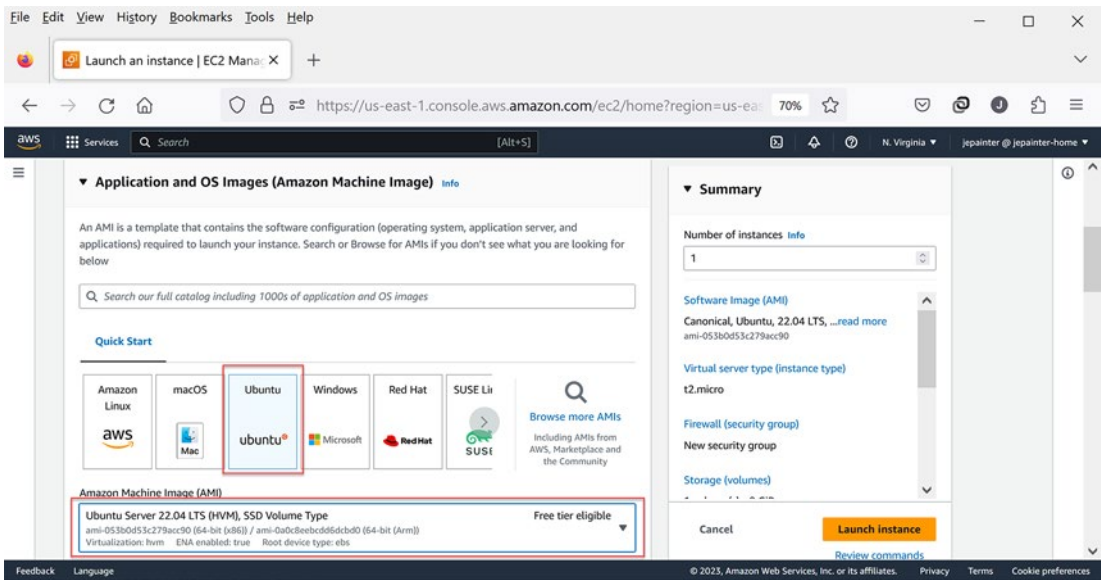 File Edit View History Bookmarks Tools Help
Launch an instance | EC2 Manag
https://us-east-1.console.aws.amazon.com/ec2/home?region=us-eas 70%
aws Services Search [Alt+S] N. Virginia jepainter @ jepainter-home
Application and OS Images (Amazon Machine Image) Info
An AMI is a template that contains the software configuration (operating system, application server, and
applications) required to launch your instance. Search or Browse for AMIs if you don't see what you are looking for
below
Search our full catalog including 1000s of application and OS images
Quick Start
Amazon
Linux
aws
macOS
Mac
Ubuntu
ubuntu
Windows
Microsoft
Red Hat
Red Hat
SUSE Li
SUSE
Browse more AMIs
Including AMIs from
AWS, Marketplace and
the Community
Amazon Machine Image (AMI)
Ubuntu Server 22.04 LTS (HVM), SSD Volume Type Free tier eligible
ami-053b0d53c279acc90 (64-bit (x86)) / ami-0a0c8eebcdd6dcbd0 (64-bit (Arm))
Virtualization: hvm ENA enabled: true Root device type: ebs
Summary
Number of instances Info
1
Software Image (AMI)
Canonical, Ubuntu, 22.04 LTS, ...read more
ami-053b0d53c279acc90
Virtual server type (instance type)
t2.micro
Firewall (security group)
New security group
Storage (volumes)
Cancel Launch instance
Review commands
Feedback Language © 2023, Amazon Web Services, Inc. or its affiliates. Privacy Terms Cookie preferences